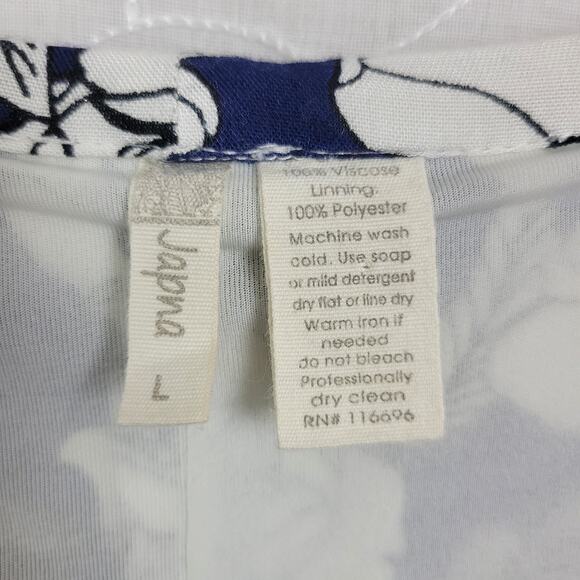 Japna L
100% Viscose
Linning.
100% Polyester
Machine wash
cold. Use soap
or mild detergent
dry flat or line dry
Warm iron if
needed
do not bleach
Professionally
dry clean
RN# 116696